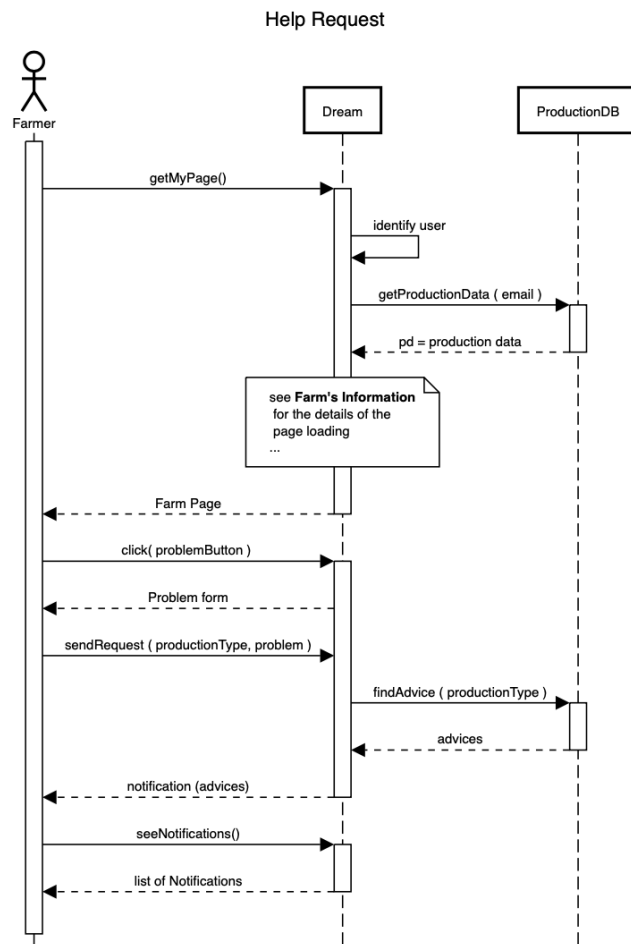 Help Request
Farmer
Dream
ProductionDB
getMyPage()
identify user
getProductionData ( email )
pd = production data
see Farm's Information
for the details of the
page loading
...
Farm Page
click( problemButton )
Problem form
sendRequest ( productionType, problem )
findAdvice ( productionType )
advices
notification (advices)
seeNotifications()
list of Notifications